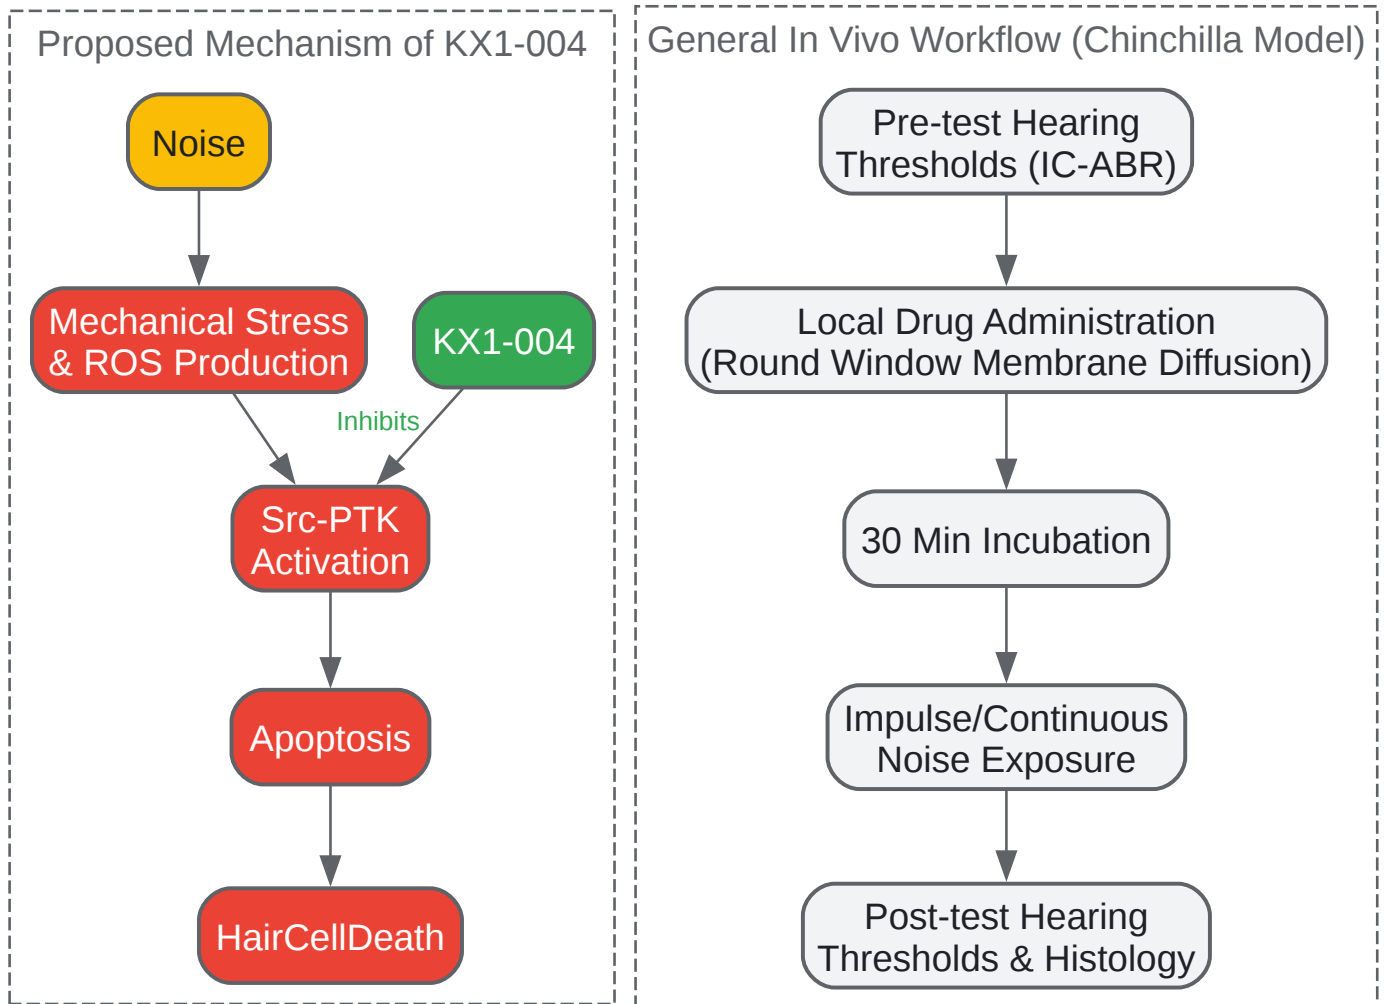 Proposed Mechanism of KX1-004
Noise
Mechanical Stress
& ROS Production
KX1-004
Inhibits
Src-PTK
Activation
Apoptosis
HairCellDeath
General In Vivo Workflow (Chinchilla Model)
Pre-test Hearing
Thresholds (IC-ABR)
Local Drug Administration
(Round Window Membrane Diffusion)
30 Min Incubation
Impulse/Continuous
Noise Exposure
Post-test Hearing
Thresholds & Histology